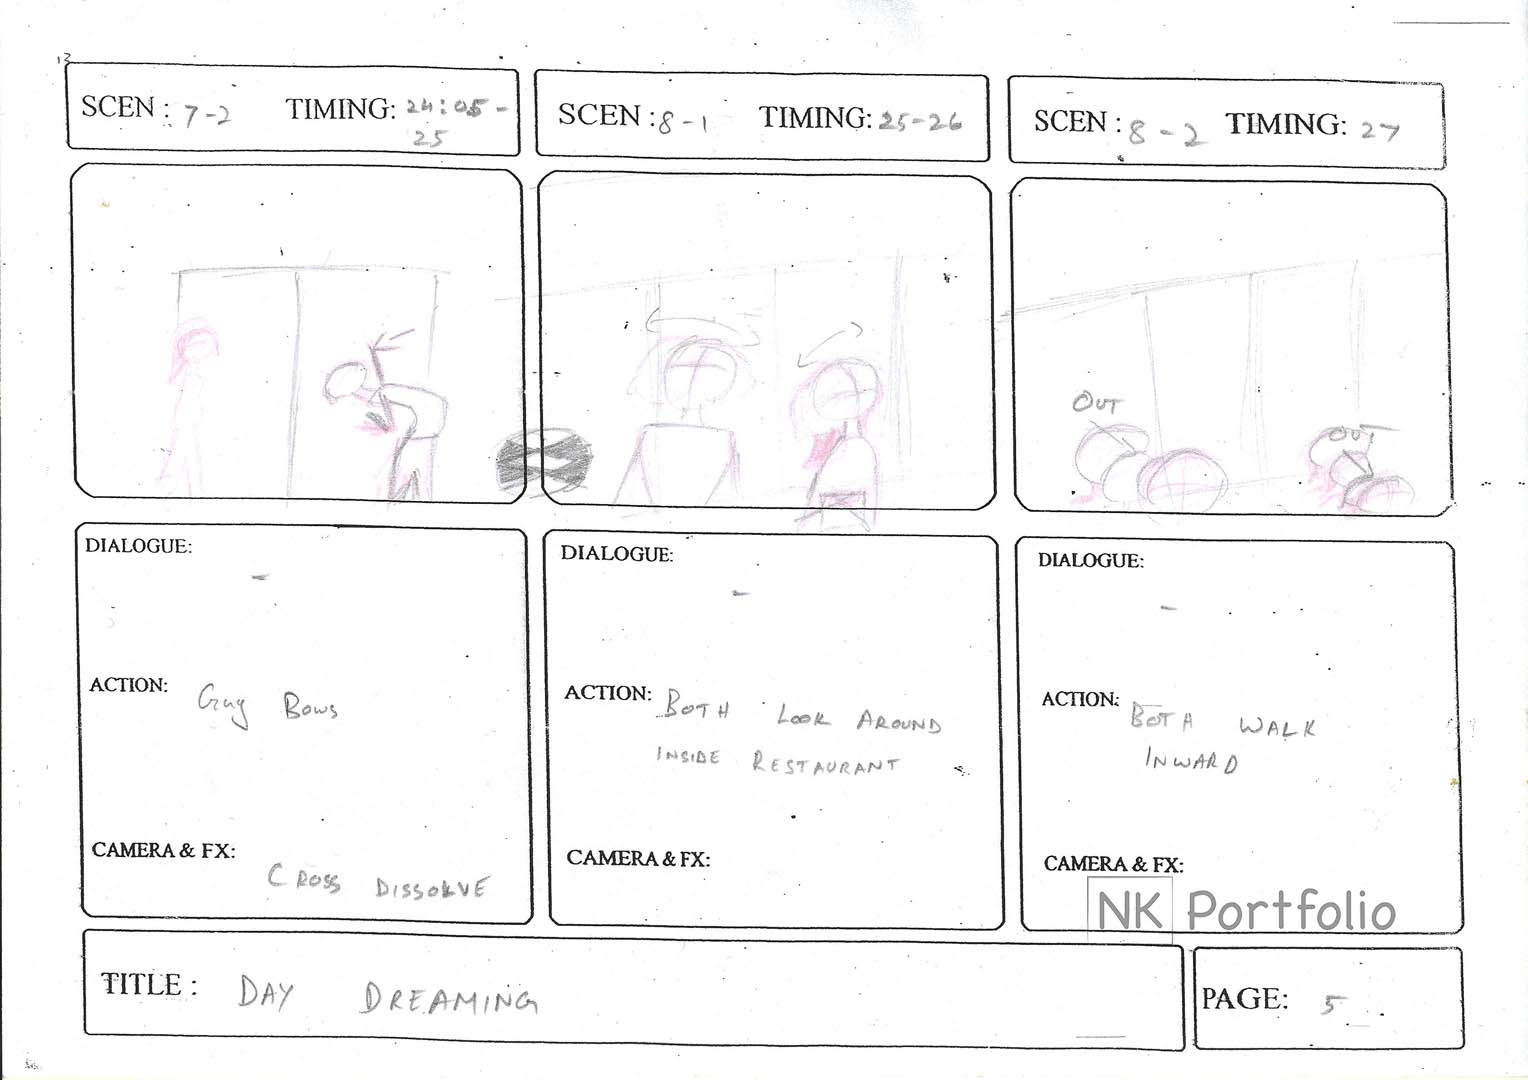 13
SCEN : 7-2 TIMING: 24:05-
25
SCEN : 8-1 TIMING: 25-26
SCEN : 8-2 TIMING: 27
OUT
OUT
DIALOGUE:
-
ACTION: Guy Bows
CAMERA & FX:
CROSS DISSOLVE
DIALOGUE:
-
ACTION: BOTH LOOK AROUND
INSIDE RESTAURANT
CAMERA & FX:
DIALOGUE:
-
ACTION: BOTH WALK
INWARD
CAMERA & FX:
NK Portfolio
TITLE : DAY DREAMING
PAGE: 5